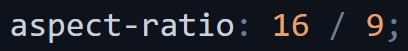 aspect-ratio: 16 / 9;